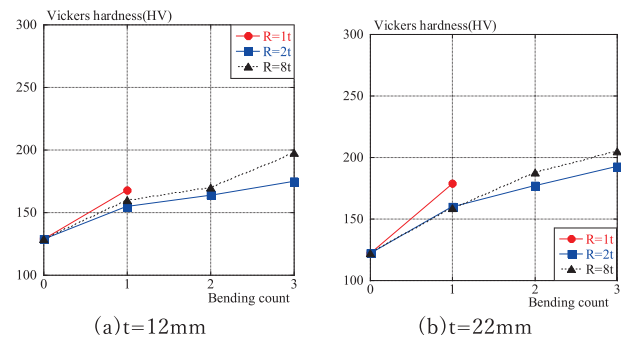 Vickers hardness(HV)
300
250
200
150
100
0
1
2
3
Bending count
R=1t
R=2t
R=8t
(a)t=12mm
Vickers hardness(HV)
300
250
200
150
100
0
1
2
3
Bending count
R=1t
R=2t
R=8t
(b)t=22mm